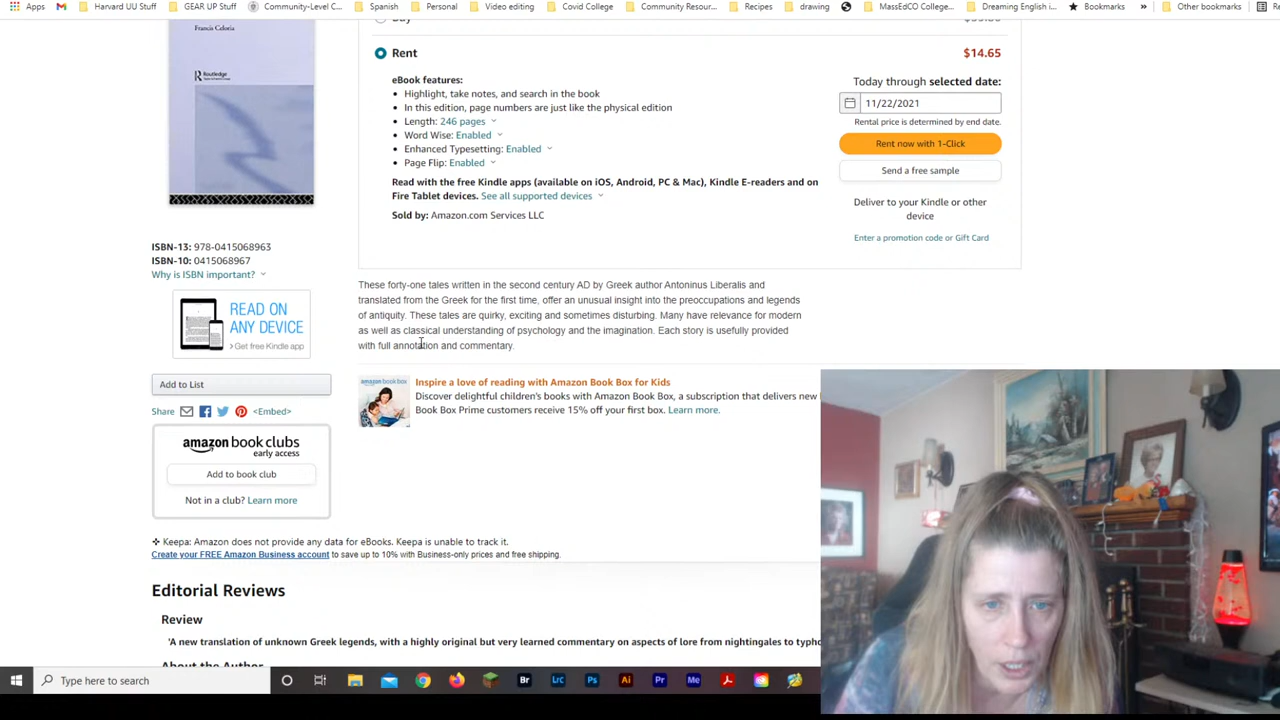 Apps Harvard UU Stuff GEAR UP Stuff Community-Level C... Spanish Personal Video editing Covid College Community Resour... Recipes drawing MassEdCO College... Dreaming English i... Bookmarks » Other bookmarks
Francis Celoria
Routledge
Rent $14.65
eBook features:
• Highlight, take notes, and search in the book
• In this edition, page numbers are just like the physical edition
• Length: 246 pages
• Word Wise: Enabled
• Enhanced Typesetting: Enabled
• Page Flip: Enabled
Read with the free Kindle apps (available on iOS, Android, PC & Mac), Kindle E-readers and on
Fire Tablet devices. See all supported devices
Sold by: Amazon.com Services LLC
Today through selected date:
11/22/2021
Rental price is determined by end date.
Rent now with 1-Click
Send a free sample
Deliver to your Kindle or other
device
Enter a promotion code or Gift Card
ISBN-13: 978-0415068963
ISBN-10: 0415068967
Why is ISBN important?
READ ON
ANY DEVICE
› Get free Kindle app
Add to List
Share <Embed>
amazon book clubs
early access
Add to book club
Not in a club? Learn more
These forty-one tales written in the second century AD by Greek author Antoninus Liberalis and
translated from the Greek for the first time, offer an unusual insight into the preoccupations and legends
of antiquity. These tales are quirky, exciting and sometimes disturbing. Many have relevance for modern
as well as classical understanding of psychology and the imagination. Each story is usefully provided
with full annotation and commentary.
amazon book box
Inspire a love of reading with Amazon Book Box for Kids
Discover delightful children's books with Amazon Book Box, a subscription that delivers new
Book Box Prime customers receive 15% off your first box. Learn more.
Keepa: Amazon does not provide any data for eBooks. Keepa is unable to track it.
Create your FREE Amazon Business account to save up to 10% with Business-only prices and free shipping.
Editorial Reviews
Review
'A new translation of unknown Greek legends, with a highly original but very learned commentary on aspects of lore from nightingales to typho
About the Author
Type here to search
Br LrC Ps Ai Pr Me